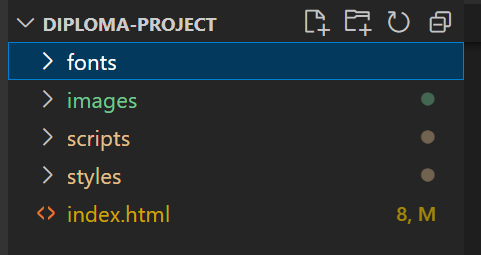 DIPLOMA-PROJECT
fonts
images
scripts
styles
index.html 8, M